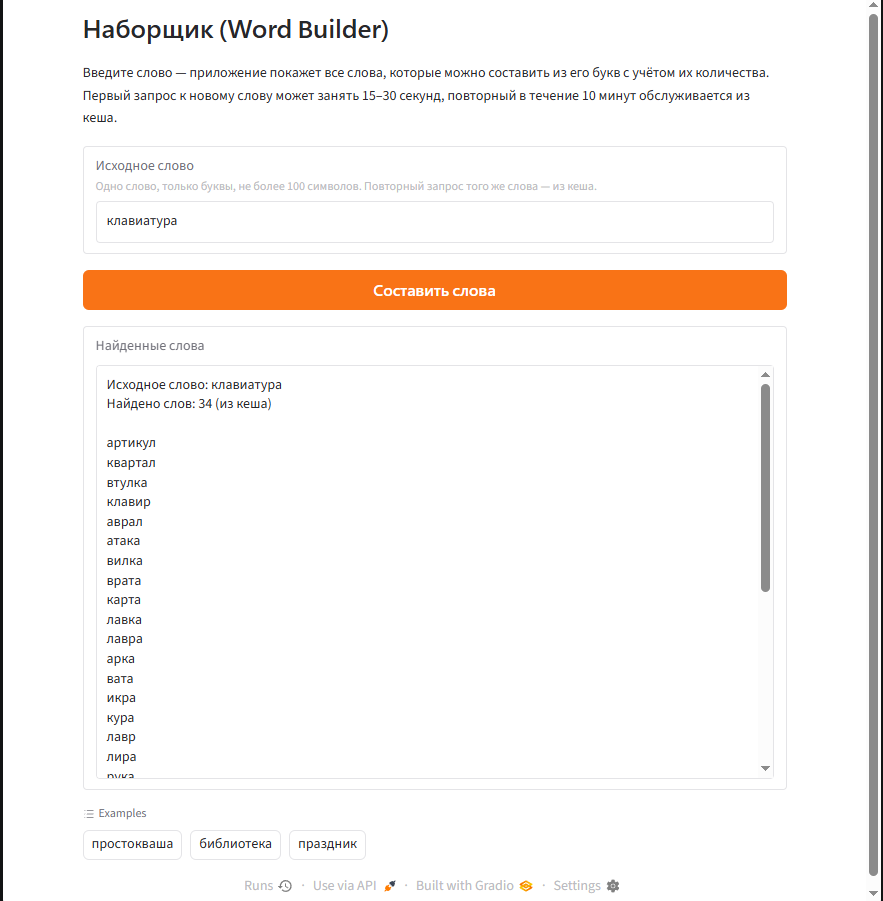 Наборщик (Word Builder)
Введите слово — приложение покажет все слова, которые можно составить из его букв с учётом их количества.
Первый запрос к новому слову может занять 15–30 секунд, повторный в течение 10 минут обслуживается из
кеша.
Исходное слово
Одно слово, только буквы, не более 100 символов. Повторный запрос того же слова — из кеша.
клавиатура
Составить слова
Найденные слова
Исходное слово: клавиатура
Найдено слов: 34 (из кеша)
артикул
квартал
втулка
клавир
аврал
атака
вилка
врата
карта
лавка
лавра
арка
вата
икра
кура
лавр
лира
рука
Examples
простокваша
библиотека
праздник
Runs · Use via API · Built with Gradio · Settings